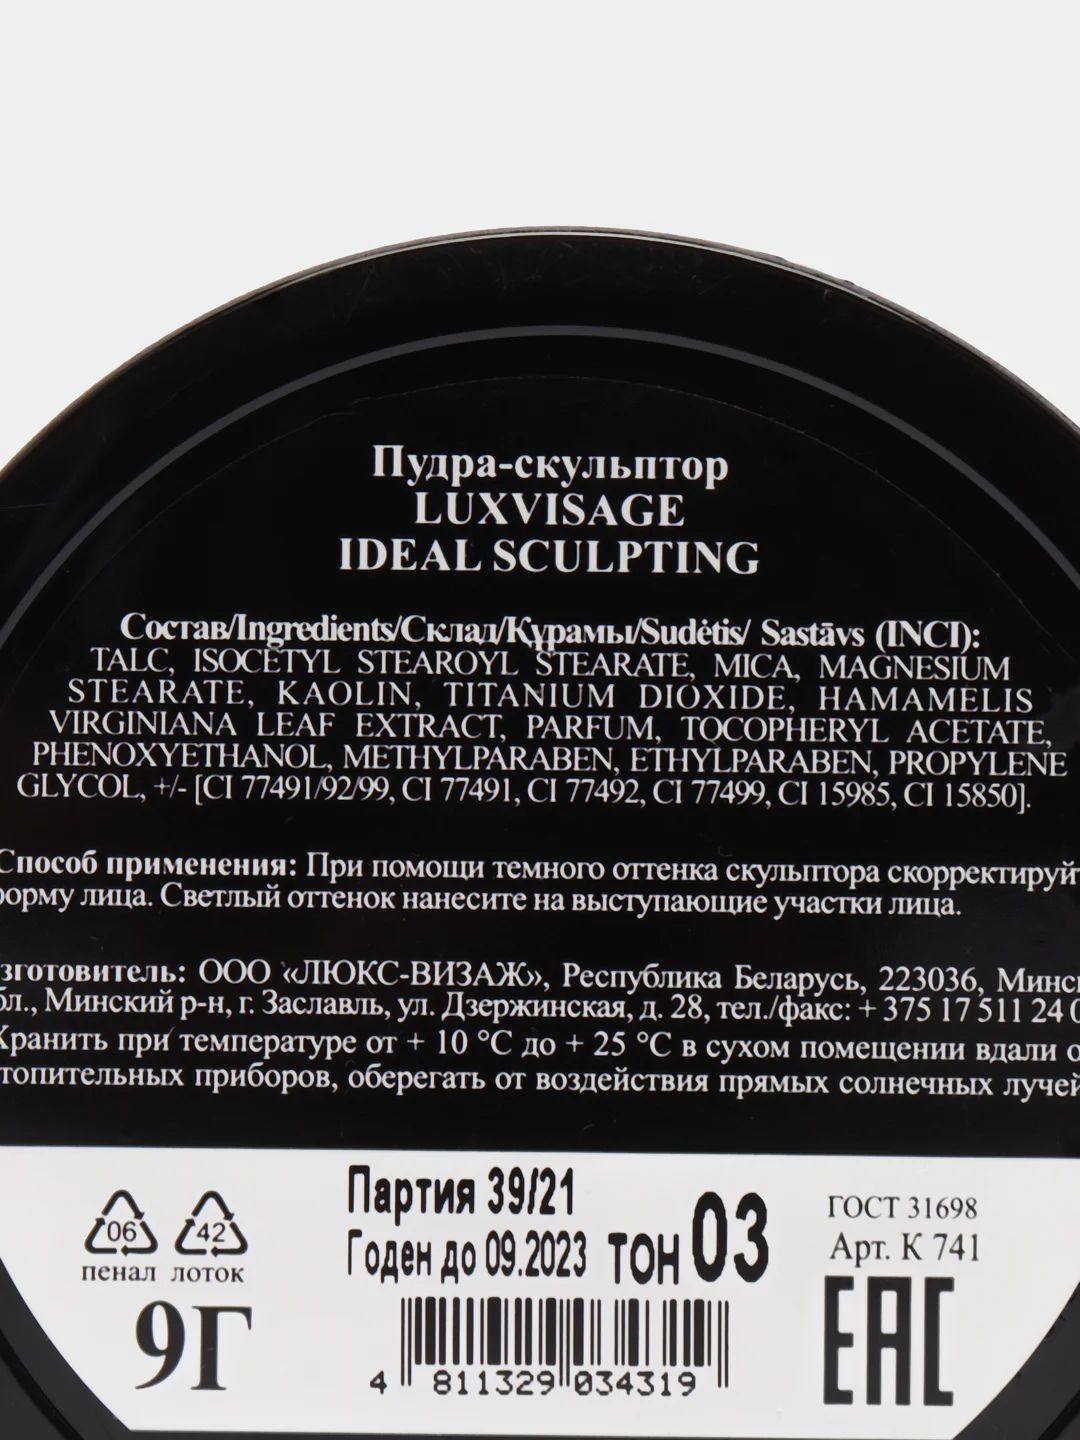 Пудра-скульптор
LUXVISAGE
IDEAL SCULPTING
Состав/Ingredients/Склад/Құрамы/Sudėtis/ Sastāvs (INCI):
TALC, ISOCETYL STEAROYL STEARATE, MICA, MAGNESIUM
STEARATE, KAOLIN, TITANIUM DIOXIDE, HAMAMELIS
VIRGINIANA LEAF EXTRACT, PARFUM, TOCOPHERYL ACETATE,
PHENOXYETHANOL, METHYLPARABEN, ETHYLPARABEN, PROPYLENE
GLYCOL, +/- [CI 77491/92/99, CI 77491, CI 77492, CI 77499, CI 15985, CI 15850].
Способ применения: При помощи темного оттенка скульптора скорректируйт
форму лица. Светлый оттенок нанесите на выступающие участки лица.
зготовитель: ООО «ЛЮКС-ВИЗАЖ», Республика Беларусь, 223036, Минск
бл., Минский р-н, г. Заславль, ул. Дзержинская, д. 28, тел./факс: + 375 17 511 24 0
Хранить при температуре от + 10 °C до + 25 °C в сухом помещении вдали о
топительных приборов, оберегать от воздействия прямых солнечных лучей
Партия 39/21
Годен до 09.2023 тон 03
06 42
пенал лоток
9Г
ГОСТ 31698
Арт. К 741
EAC
4 811329 034319